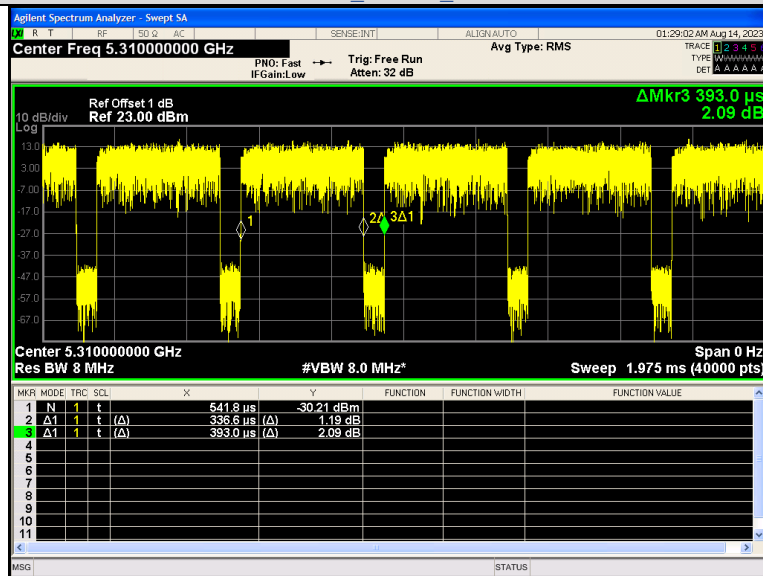 Agilent Spectrum Analyzer - Swept SA
LXI R T RF 50 Ω AC SENSE:INT ALIGN AUTO 01:29:02 AM Aug 14, 2023
Center Freq 5.310000000 GHz Avg Type: RMS TRACE 1 2 3 4 5
PNO: Fast Trig: Free Run TYPE W
IFGain:Low Atten: 32 dB DET A A A A A
ΔMkr3 393.0 µs
2.09 dB
Ref Offset 1 dB
10 dB/div Ref 23.00 dBm
Log
13.0
3.00
-7.00
-17.0
-27.0
-37.0
-47.0
-57.0
-67.0
1 2Δ 3Δ1
Center 5.310000000 GHz Span 0 Hz
Res BW 8 MHz #VBW 8.0 MHz* Sweep 1.975 ms (40000 pts)
MKR MODE TRC SCL X Y FUNCTION FUNCTION WIDTH FUNCTION VALUE
1 N 1 t 541.8 µs -30.21 dBm
2 Δ1 1 t (Δ) 336.6 µs (Δ) 1.19 dB
3 Δ1 1 t (Δ) 393.0 µs (Δ) 2.09 dB
4
5
6
7
8
9
10
11
MSG STATUS